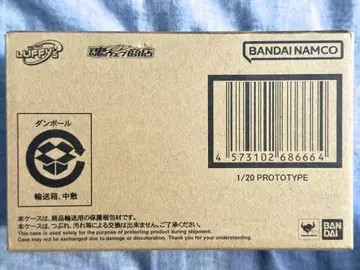 LUFFY's
魂ウェブ商店
BANDAI NAMCO
ダンボール
輸送箱、中敷
4 573102 686664
1/20 PROTOTYPE
本ケースは、商品輸送用の保護梱包材です。
本ケースは、つぶれ、汚れ等による交換は出来ません。ご了承下さい。
This case is used solely for the purpose of protecting product during shipment.
Case may not be exchanged due to damage or discoloration. Thank you for your understanding.
BANDAI